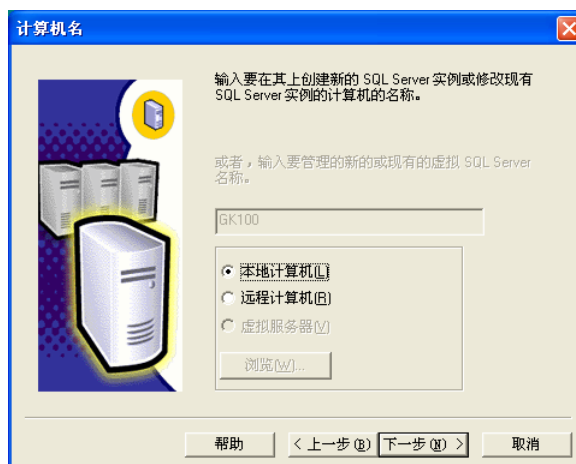 计算机名
输入要在其上创建新的 SQL Server 实例或修改现有
SQL Server 实例的计算机的名称。
或者，输入要管理的新的或现有的虚拟 SQL Server
名称。
GK100
本地计算机(L)
远程计算机(R)
虚拟服务器(V)
浏览(W)...
帮助
< 上一步(B)
下一步(N) >
取消